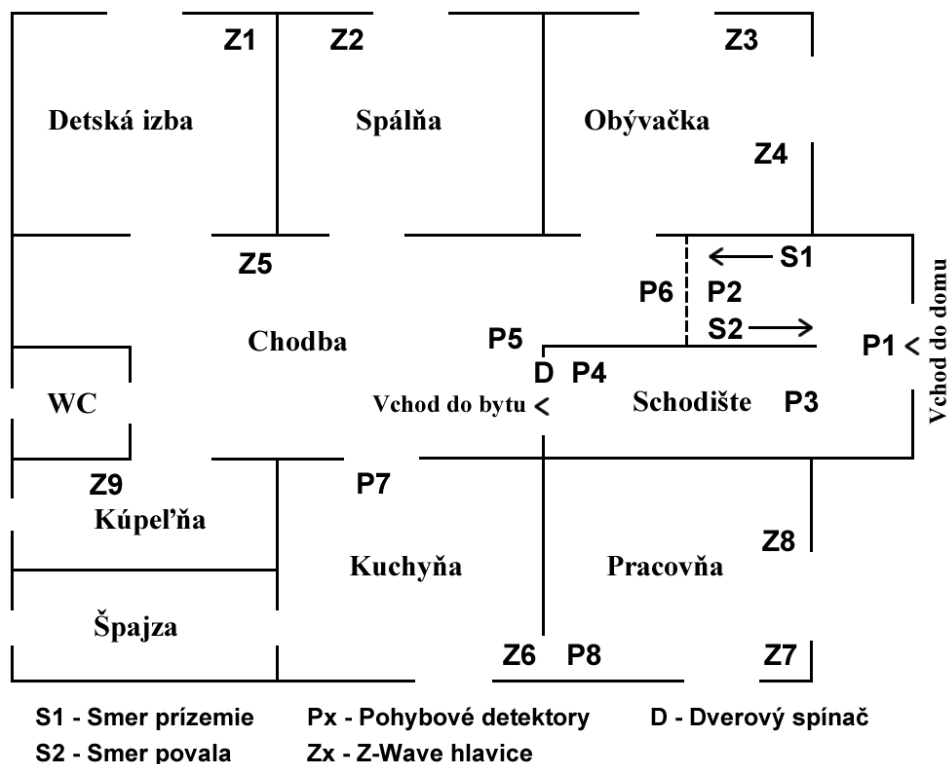 Z1
Z2
Z3
Detská izba
Spálňa
Obývačka
Z4
Z5
S1
P6
P2
S2
Chodba
P5
P1 <
Vchod do domu
D
P4
WC
Vchod do bytu <
Schodište
P3
Z9
P7
Kúpeľňa
Z8
Kuchyňa
Pracovňa
Špajza
Z6
P8
Z7
S1 - Smer prízemie
Px - Pohybové detektory
D - Dverový spínač
S2 - Smer povala
Zx - Z-Wave hlavice